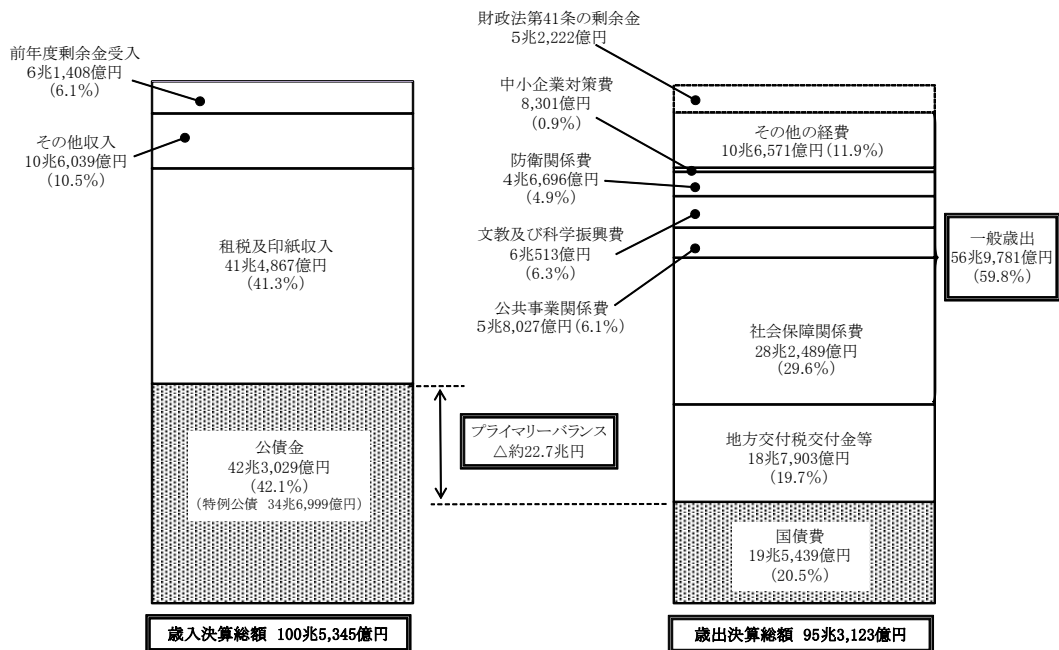 前年度剰余金受入
6兆1,408億円
(6.1%)
その他収入
10兆6,039億円
(10.5%)
租税及印紙収入
41兆4,867億円
(41.3%)
公債金
42兆3,029億円
(42.1%)
(特例公債 34兆6,999億円)
歳入決算総額 100兆5,345億円
プライマリーバランス
△約22.7兆円
財政法第41条の剰余金
5兆2,222億円
中小企業対策費
8,301億円
(0.9%)
防衛関係費
4兆6,696億円
(4.9%)
文教及び科学振興費
6兆513億円
(6.3%)
公共事業関係費
5兆8,027億円(6.1%)
その他の経費
10兆6,571億円(11.9%)
社会保障関係費
28兆2,489億円
(29.6%)
地方交付税交付金等
18兆7,903億円
(19.7%)
国債費
19兆5,439億円
(20.5%)
歳出決算総額 95兆3,123億円
一般歳出
56兆9,781億円
(59.8%)